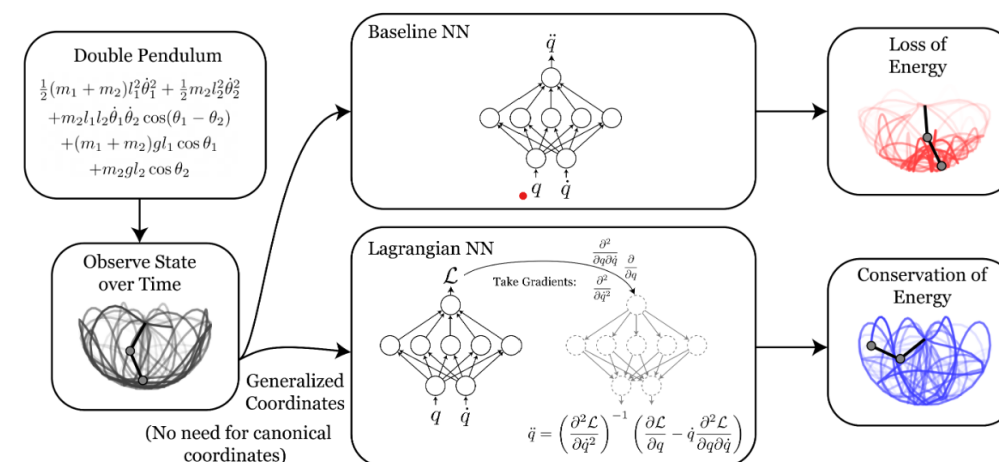 Double Pendulum
½(m₁ + m₂)l₁²θ̇₁² + ½m₂l₂²θ̇₂²
+m₂l₁l₂θ̇₁θ̇₂ cos(θ₁ − θ₂)
+(m₁ + m₂)gl₁ cos θ₁
+m₂gl₂ cos θ₂
Observe State
over Time
Generalized
Coordinates
(No need for canonical
coordinates)
Baseline NN
q̈
q q̇
Loss of
Energy
Lagrangian NN
ℒ
Take Gradients:
∂²/∂q∂q̇ ∂/∂q
∂²/∂q̇²
q q̇
q̈ = (∂²ℒ/∂q̇²)⁻¹ (∂ℒ/∂q − q̇ ∂²ℒ/∂q∂q̇)
Conservation of
Energy